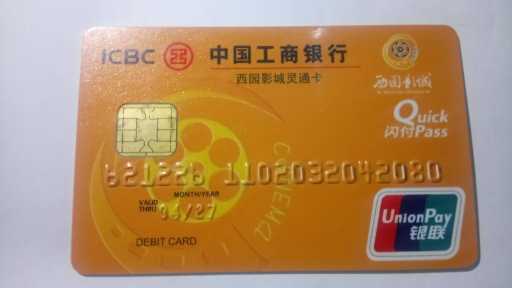 ICBC 中国工商银行
西园影城灵通卡
西园影城
Quick
闪付Pass
CINEMA
621226 1102032042080
MONTH/YEAR
VALID
THRU 04/27
DEBIT CARD
UnionPay
银联